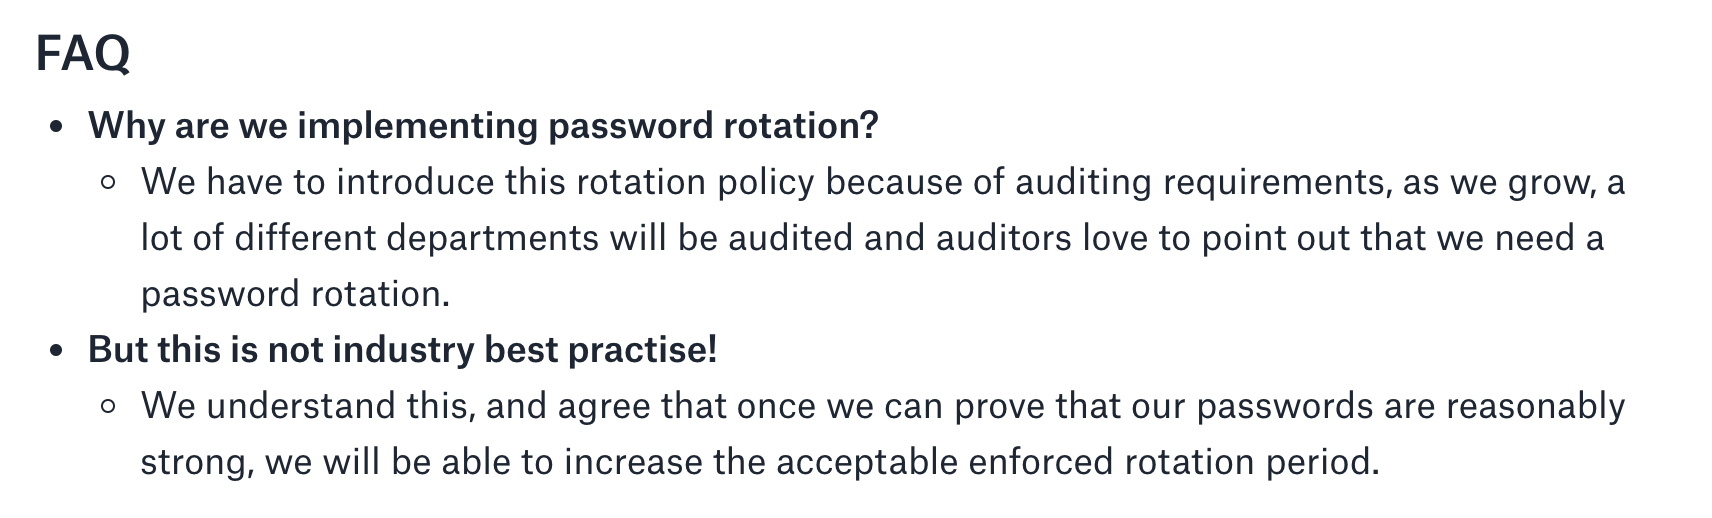 FAQ
• Why are we implementing password rotation?
◦ We have to introduce this rotation policy because of auditing requirements, as we grow, a
lot of different departments will be audited and auditors love to point out that we need a
password rotation.
• But this is not industry best practise!
◦ We understand this, and agree that once we can prove that our passwords are reasonably
strong, we will be able to increase the acceptable enforced rotation period.